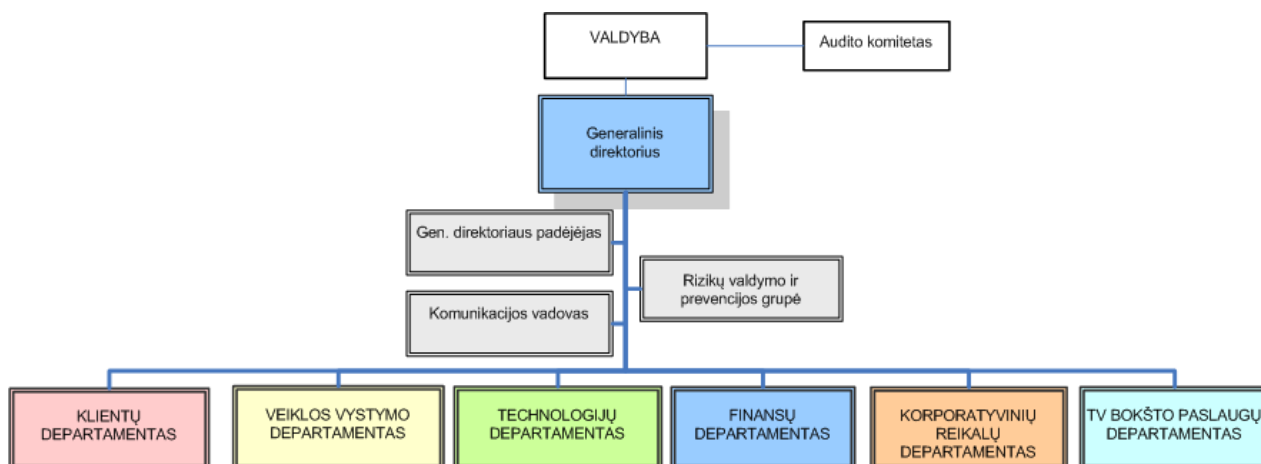 VALDYBA
Audito komitetas
Generalinis
direktorius
Gen. direktoriaus padėjėjas
Rizikų valdymo ir
prevencijos grupė
Komunikacijos vadovas
KLIENTŲ
DEPARTAMENTAS
VEIKLOS VYSTYMO
DEPARTAMENTAS
TECHNOLOGIJŲ
DEPARTAMENTAS
FINANSŲ
DEPARTAMENTAS
KORPORATYVINIŲ
REIKALŲ
DEPARTAMENTAS
TV BOKŠTO PASLAUGŲ
DEPARTAMENTAS